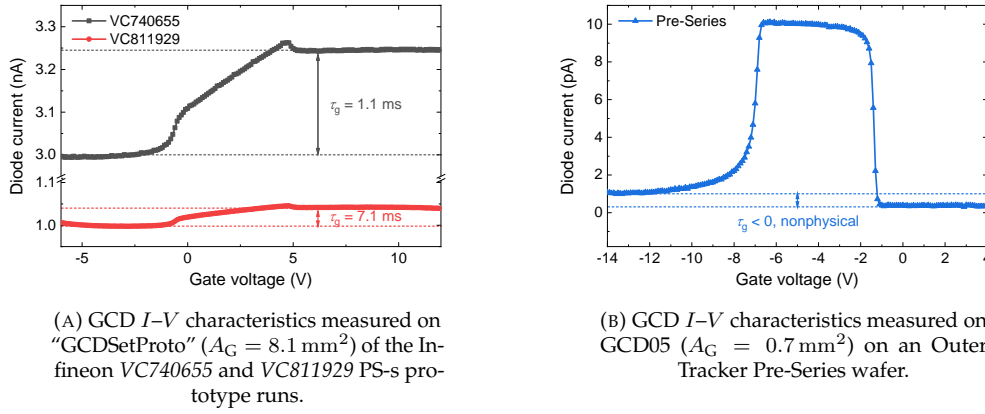 VC740655
VC811929
Diode current (nA)
3.3
3.2
3.1
3.0
1.1
1.0
τg = 1.1 ms
τg = 7.1 ms
-5
0
5
10
Gate voltage (V)
(A) GCD I–V characteristics measured on
"GCDSetProto" (AG = 8.1 mm²) of the In-
fineon VC740655 and VC811929 PS-s pro-
totype runs.
Pre-Series
Diode current (pA)
10
8
6
4
2
0
τg < 0, nonphysical
-14
-12
-10
-8
-6
-4
-2
0
2
4
Gate voltage (V)
(B) GCD I–V characteristics measured on
GCD05 (AG = 0.7 mm²) on an Outer
Tracker Pre-Series wafer.